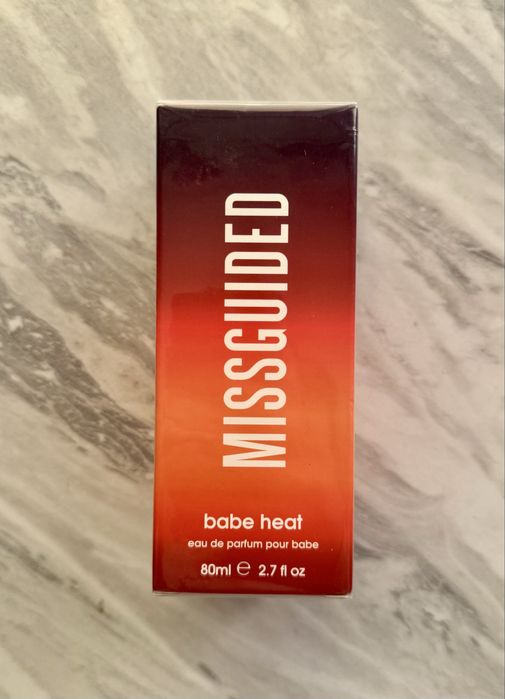 MISSGUIDED
babe heat
eau de parfum pour babe
80ml ℮ 2.7 fl oz